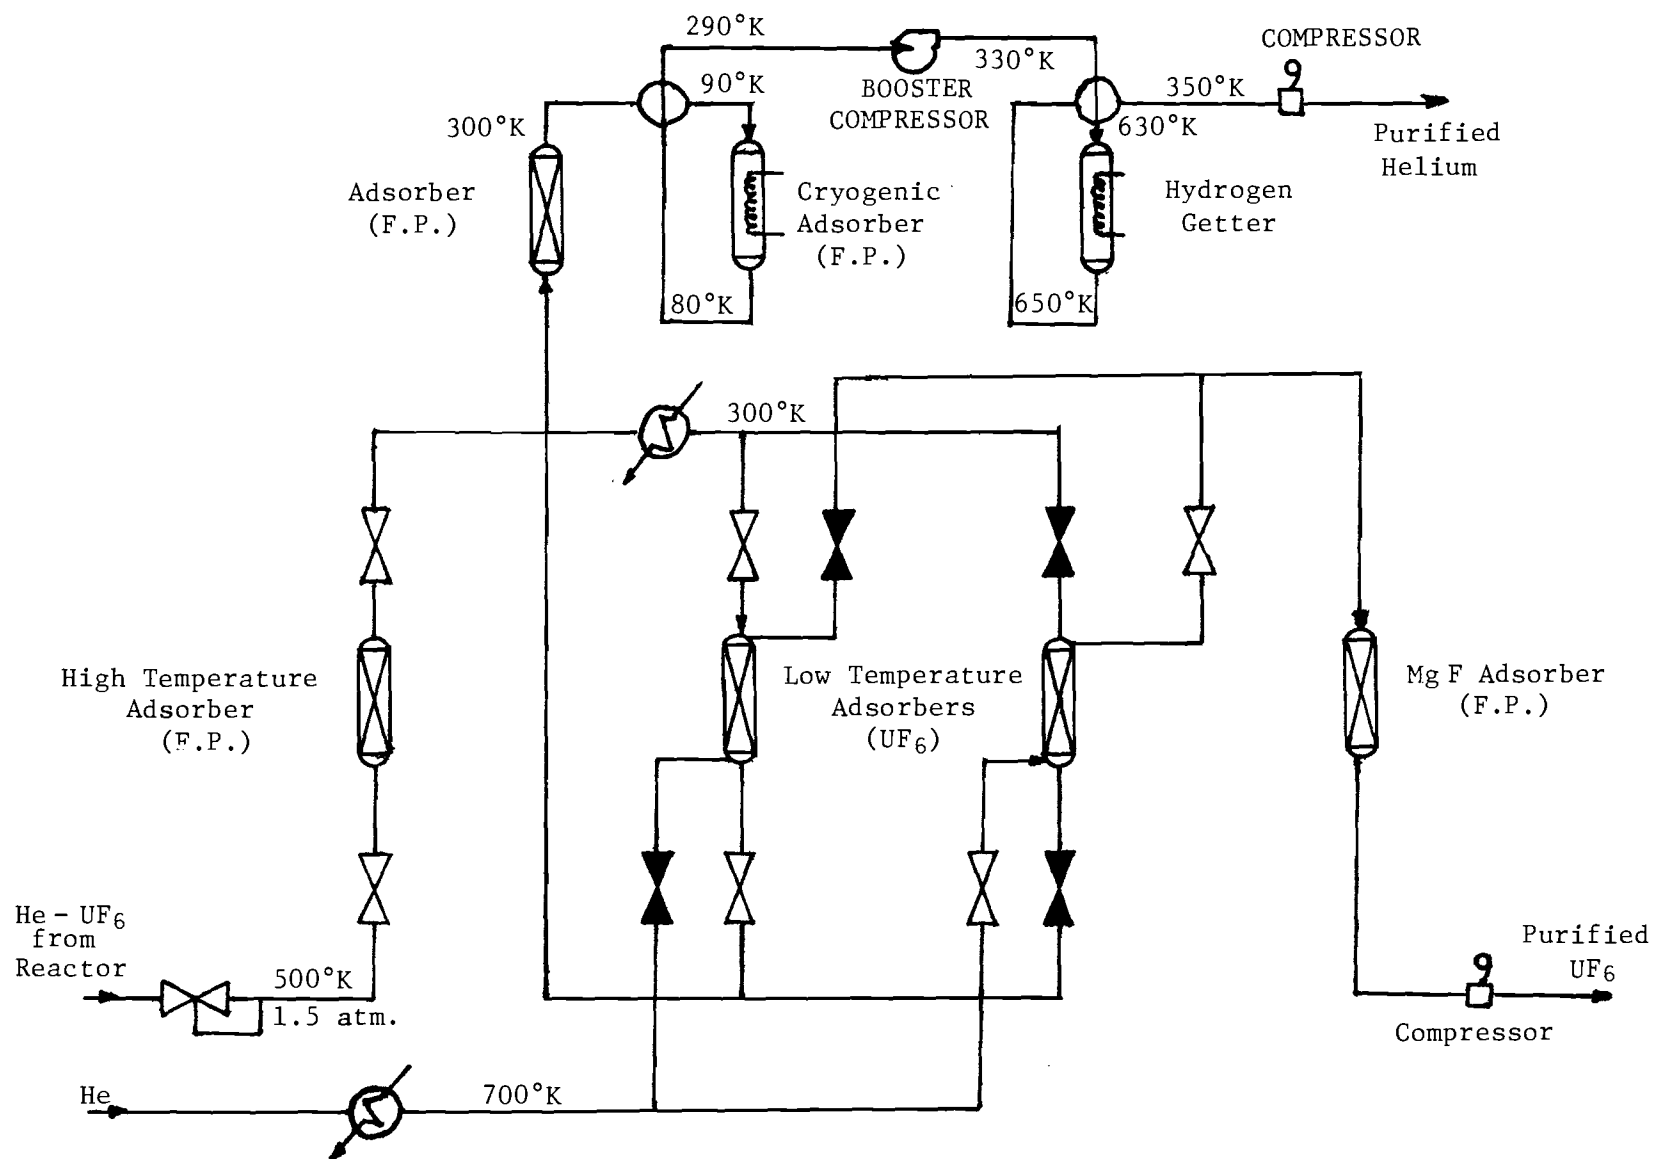 290°K
COMPRESSOR
90°K
330°K
350°K
BOOSTER
COMPRESSOR
300°K
630°K
Purified
Helium
Adsorber
(F.P.)
Cryogenic
Adsorber
(F.P.)
Hydrogen
Getter
80°K
650°K
300°K
High Temperature
Adsorber
(F.P.)
Low Temperature
Adsorbers
(UF6)
Mg F Adsorber
(F.P.)
He - UF6
from
Reactor
500°K
1.5 atm.
Purified
UF6
Compressor
He
700°K